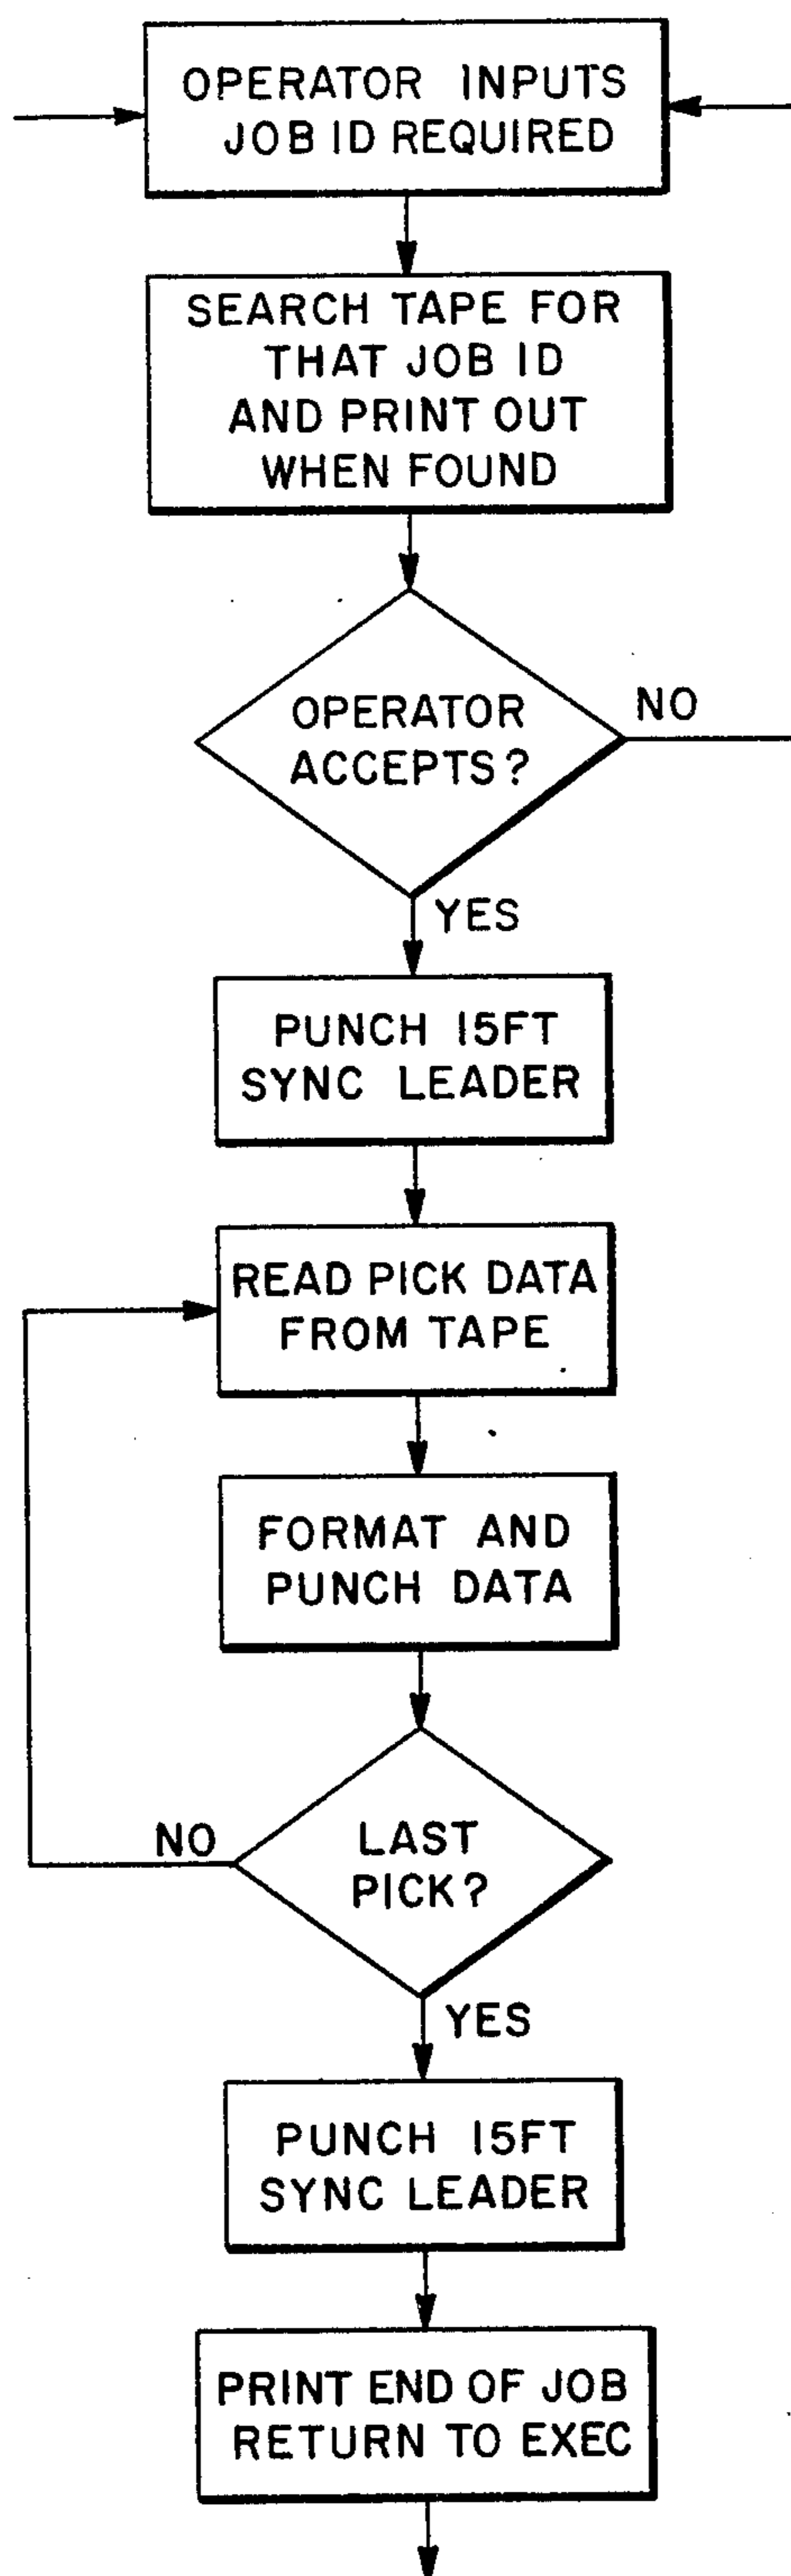 OPERATOR INPUTS
JOB ID REQUIRED
SEARCH TAPE FOR
THAT JOB ID
AND PRINT OUT
WHEN FOUND
OPERATOR
ACCEPTS?
NO
YES
PUNCH 15FT
SYNC LEADER
READ PICK DATA
FROM TAPE
FORMAT AND
PUNCH DATA
LAST
PICK?
NO
YES
PUNCH 15FT
SYNC LEADER
PRINT END OF JOB
RETURN TO EXEC